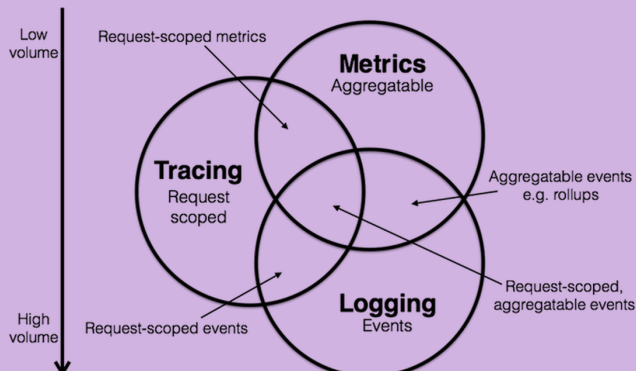 Low
volume
Request-scoped metrics
Metrics
Aggregatable
Tracing
Request
scoped
Aggregatable events
e.g. rollups
Request-scoped,
aggregatable events
Logging
Events
High
volume
Request-scoped events